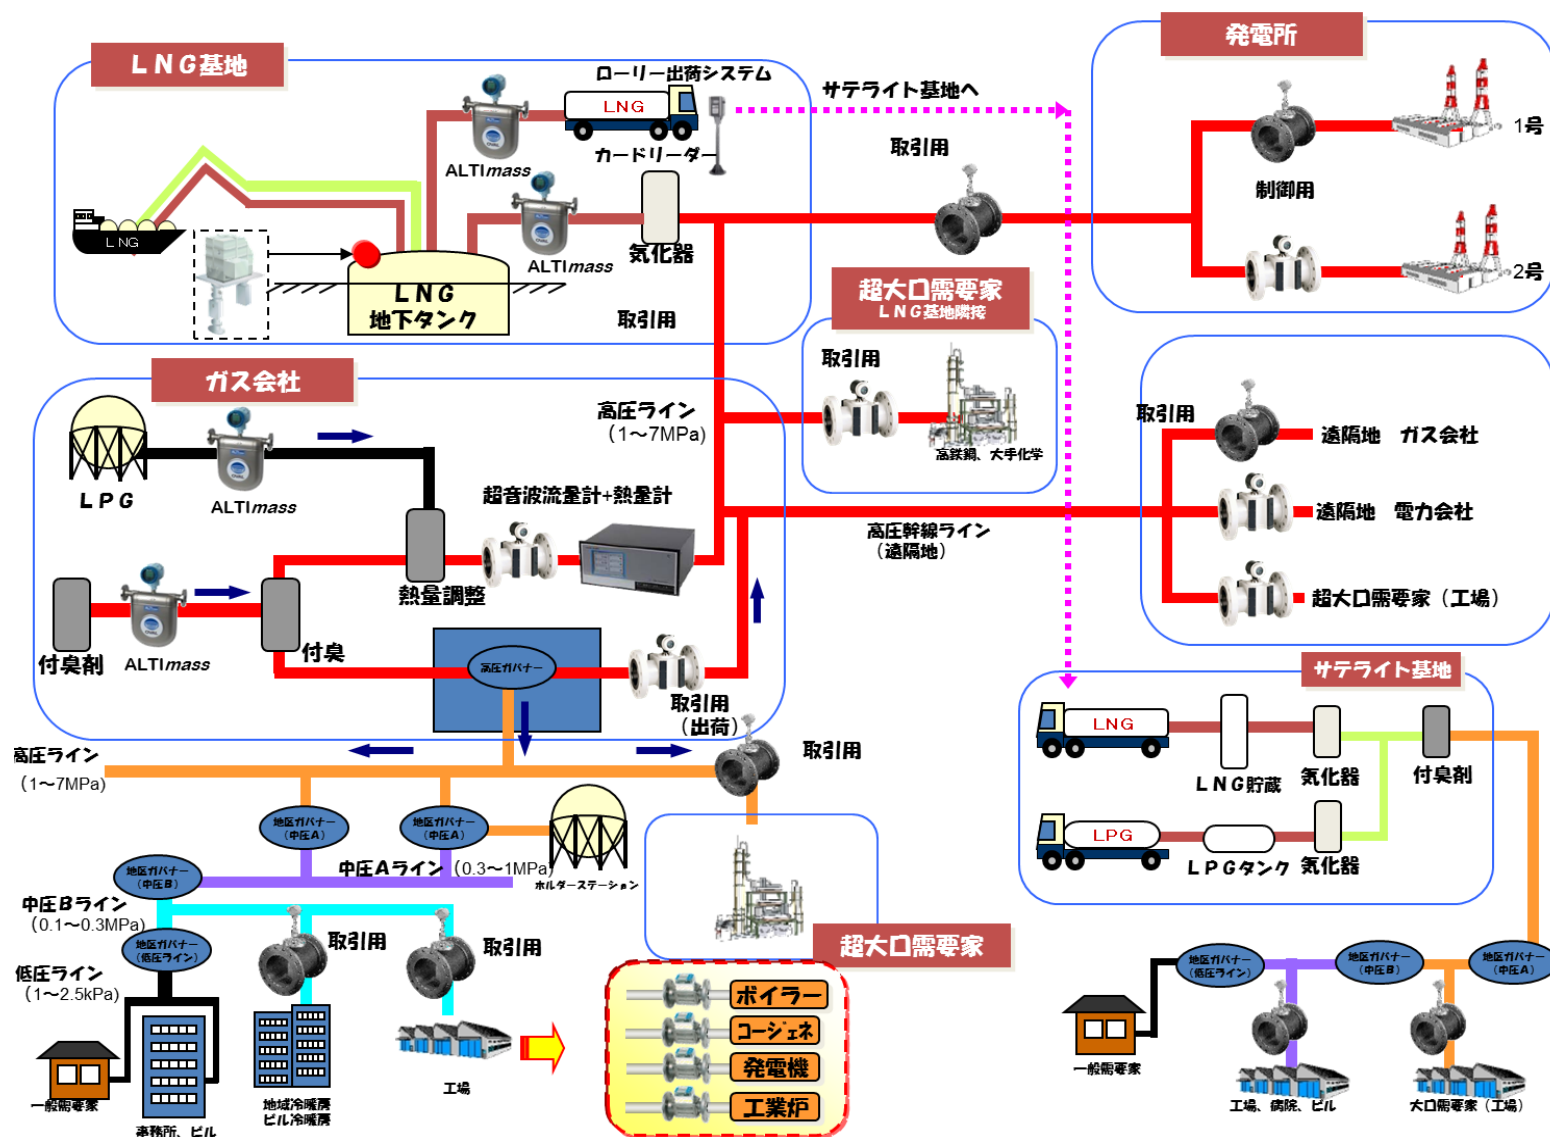 LNG基地
ローリー出荷システム
LNG
カードリーダー
ALTImass
ALTImass
気化器
LNG
LNG
地下タンク
取引用
サテライト基地へ
取引用
発電所
1号
制御用
2号
超大口需要家
LNG基地隣接
取引用
高鉄鋼、大手化学
ガス会社
LPG
ALTImass
高圧ライン
(1～7MPa)
超音波流量計+熱量計
熱量調整
付臭剤
ALTImass
付臭
高圧ガバナー
取引用
(出荷)
高圧幹線ライン
(遠隔地)
取引用
遠隔地 ガス会社
遠隔地 電力会社
超大口需要家（工場）
サテライト基地
LNG
LNG貯蔵
気化器
付臭剤
LPG
LPGタンク
気化器
高圧ライン
(1～7MPa)
取引用
地区ガバナー
(中圧A)
地区ガバナー
(中圧A)
ホルダーステーション
中圧Aライン (0.3～1MPa)
地区ガバナー
(中圧B)
中圧Bライン
(0.1～0.3MPa)
地区ガバナー
(低圧ライン)
低圧ライン
(1～2.5kPa)
取引用
取引用
超大口需要家
一般需要家
事務所、ビル
地域冷暖房
ビル冷暖房
工場
ボイラー
コージェネ
発電機
工業炉
地区ガバナー
(低圧ライン)
地区ガバナー
(中圧B)
地区ガバナー
(中圧A)
一般需要家
工場、病院、ビル
大口需要家（工場）